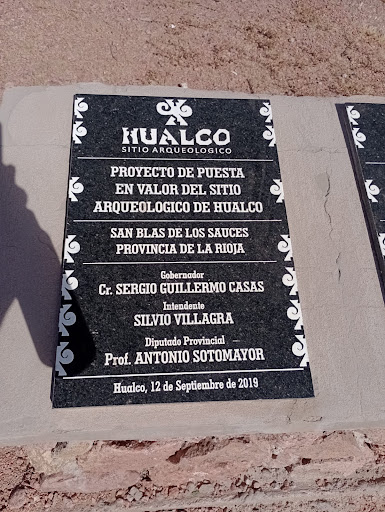 HUALCO
SITIO ARQUEOLOGICO
PROYECTO DE PUESTA
EN VALOR DEL SITIO
ARQUEOLOGICO DE HUALCO
SAN BLAS DE LOS SAUCES
PROVINCIA DE LA RIOJA
Gobernador
Cr. SERGIO GUILLERMO CASAS
Intendente
SILVIO VILLAGRA
Diputado Provincial
Prof. ANTONIO SOTOMAYOR
Hualco, 12 de Septiembre de 2019